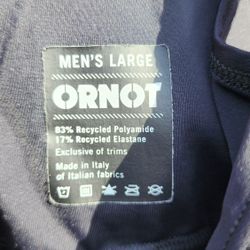 MEN'S LARGE
ORNOT
83% Recycled Polyamide
17% Recycled Elastane
Exclusive of trims
Made in Italy
of Italian fabrics